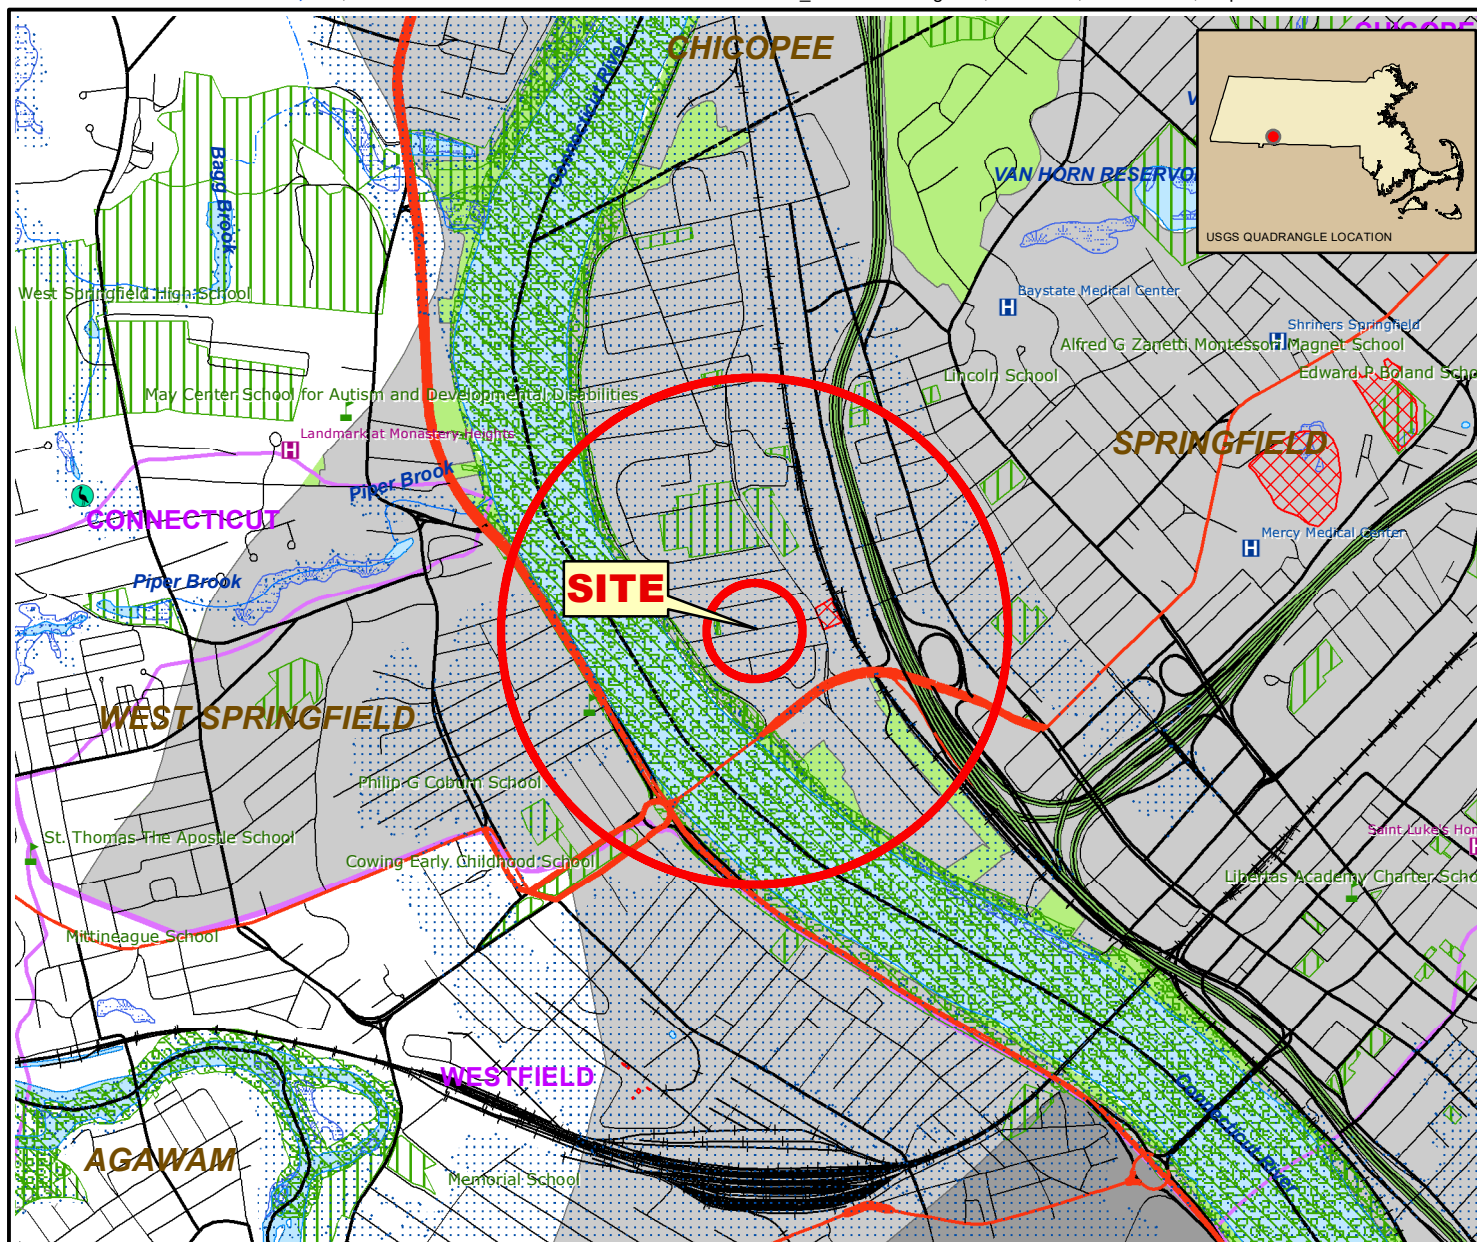 CHICOPEE
Connecticut River
USGS QUADRANGLE LOCATION
VAN HORN
Bagg Brook
West Springfield High School
Baystate Medical Center
Shriners Springfield
Alfred G Zanetti Montessori Magnet School
Lincoln School
Edward P Boland
May Center School for Autism and Developmental Disabilities
H
H
H
Landmark at Monastery Heights
SPRINGFIELD
Piper Brook
CONNECTICUT
Mercy Medical Center
H
Piper Brook
SITE
WEST SPRINGFIELD
Philip G Coburn School
St. Thomas The Apostle School
Saint Luke's
Cowing Early Childhood School
Libertas Academy Charter
Mittineague School
WESTFIELD
Connecticut River
AGAWAM
Memorial School